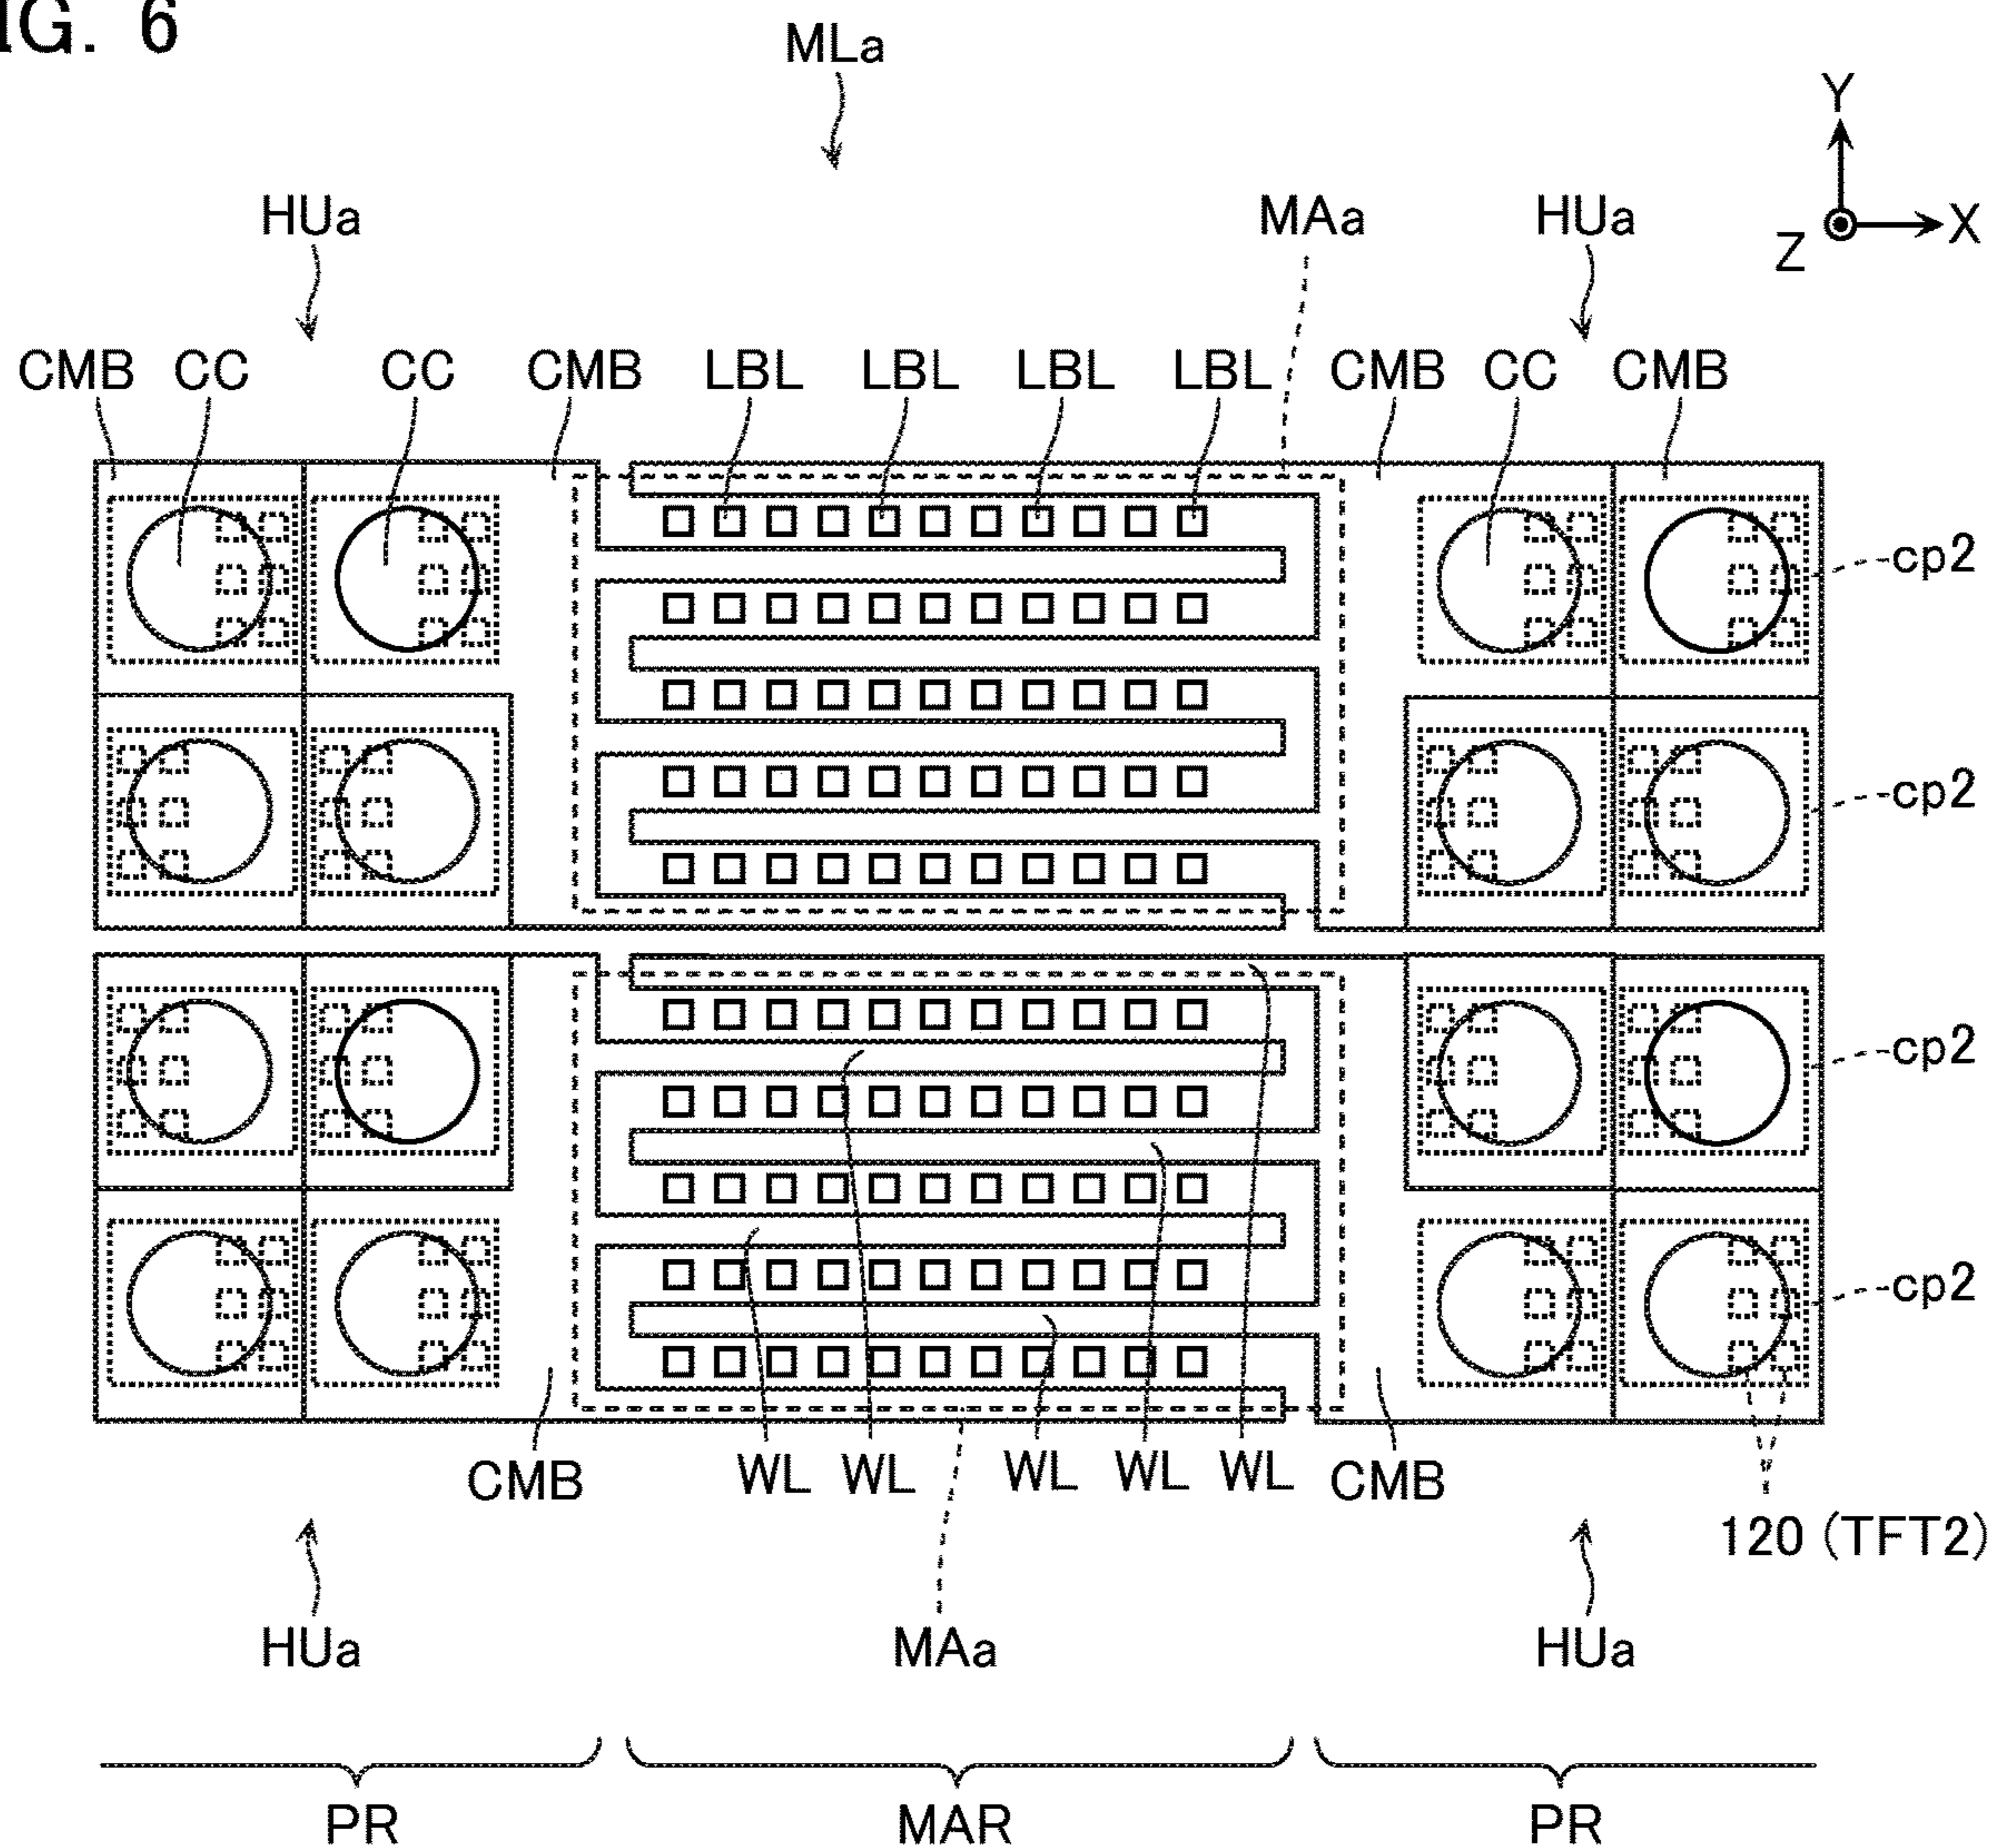 IG. 6
MLa
Y
HUa
MAa
HUa
Z
X
CMB CC CC CMB LBL LBL LBL LBL CMB CC CMB
cp2
cp2
cp2
cp2
CMB WL WL WL WL WL CMB
120 (TFT2)
HUa MAa HUa
PR MAR PR